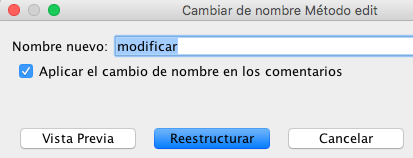 Cambiar de nombre Método edit
Nombre nuevo: modificar
Aplicar el cambio de nombre en los comentarios
Vista Previa Reestructurar Cancelar